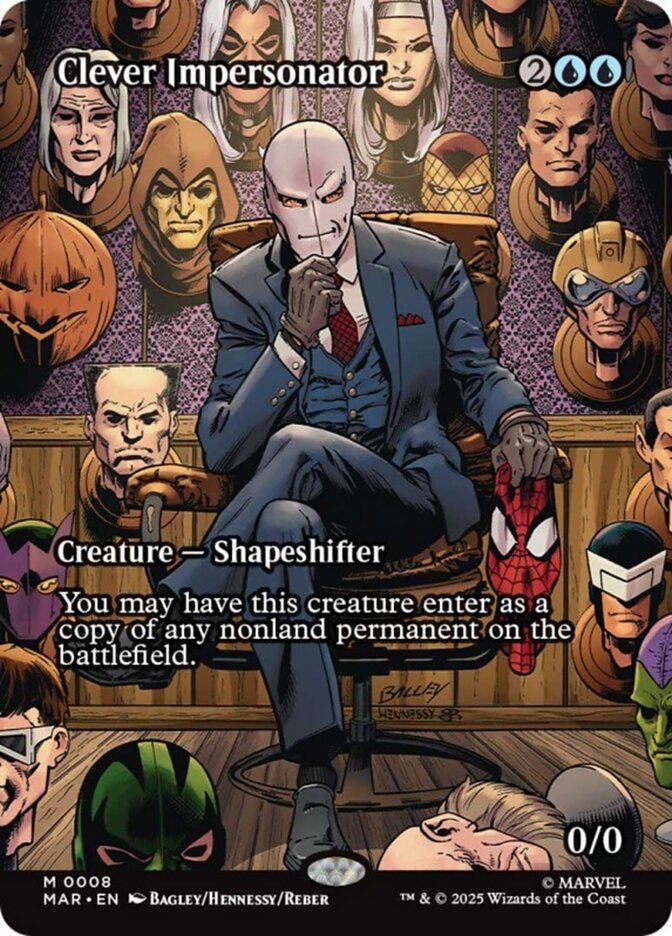 Clever Impersonator 2
Creature — Shapeshifter
You may have this creature enter as a
copy of any nonland permanent on the
battlefield.
BAGLEY
HENNESSY
0/0
M 0008
MAR • EN BAGLEY/HENNESSY/REBER
© MARVEL
™ & © 2025 Wizards of the Coast